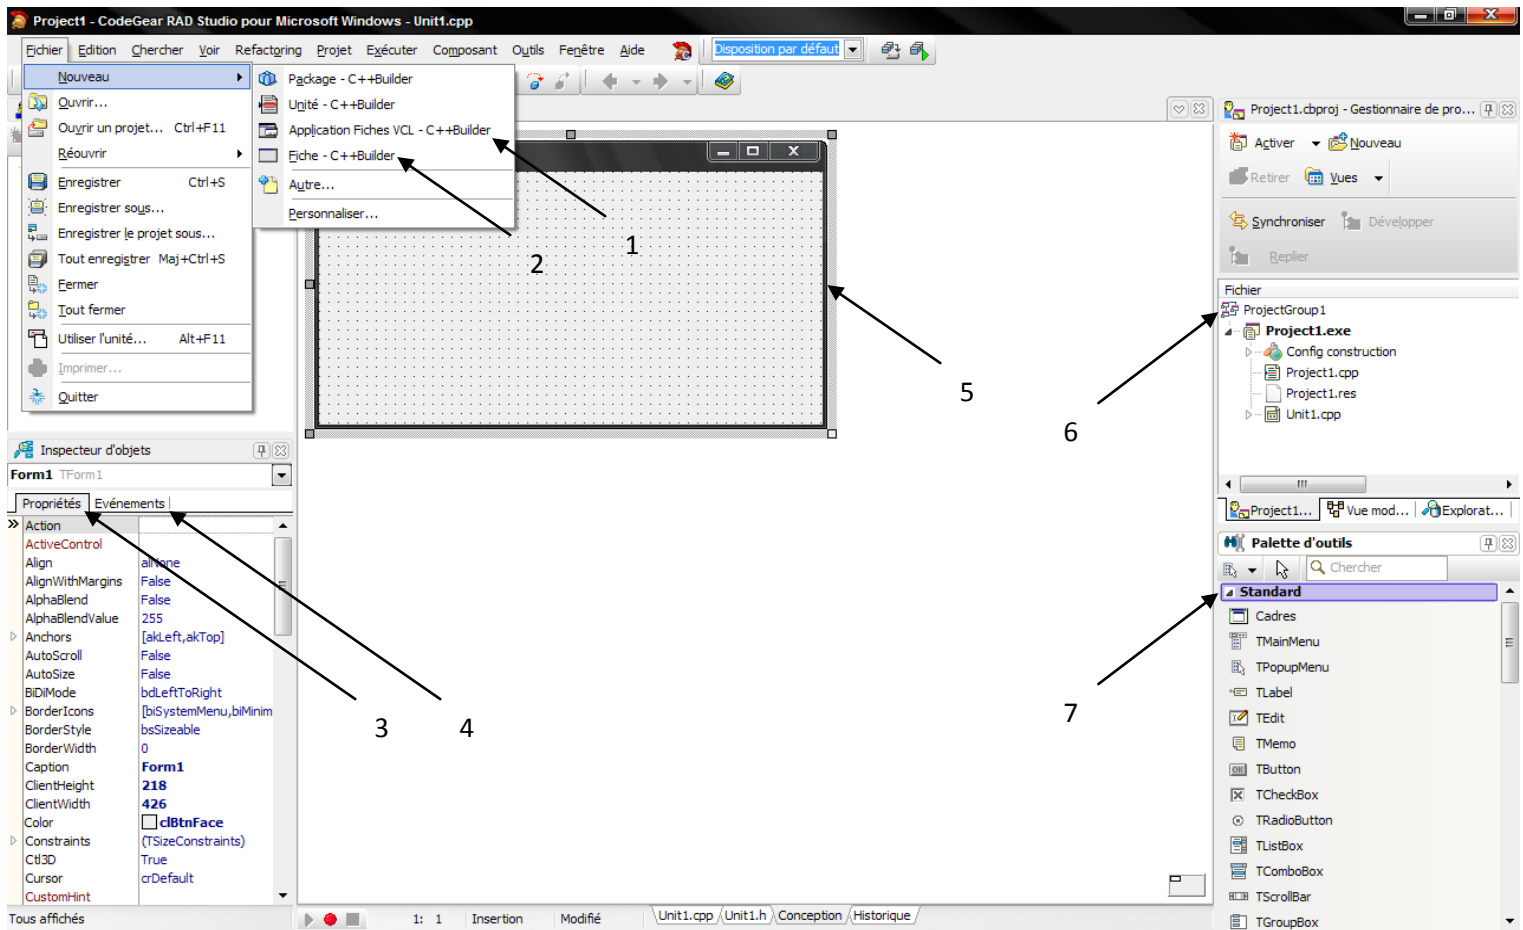 Project1 - CodeGear RAD Studio pour Microsoft Windows - Unit1.cpp
Fichier Edition Chercher Voir Refactoring Projet Exécuter Composant Outils Fenêtre Aide Disposition par défaut
Nouveau
Ouvrir...
Ouvrir un projet... Ctrl+F11
Réouvrir
Enregistrer Ctrl+S
Enregistrer sous...
Enregistrer le projet sous...
Tout enregistrer Maj+Ctrl+S
Fermer
Tout fermer
Utiliser l'unité... Alt+F11
Imprimer...
Quitter
Package - C++Builder
Unité - C++Builder
Application Fiches VCL - C++Builder
Fiche - C++Builder
Autre...
Personnaliser...
1
2
5
6
Inspecteur d'objets
Form1 TForm1
Propriétés Evénements
Action
ActiveControl
Align alNone
AlignWithMargins False
AlphaBlend False
AlphaBlendValue 255
Anchors [akLeft,akTop]
AutoScroll False
AutoSize False
BiDiMode bdLeftToRight
BorderIcons [biSystemMenu,biMinim
BorderStyle bsSizeable
BorderWidth 0
Caption Form1
ClientHeight 218
ClientWidth 426
Color clBtnFace
Constraints (TSizeConstraints)
Ctl3D True
Cursor crDefault
CustomHint
Tous affichés
3
4
7
1: 1 Insertion Modifié Unit1.cpp Unit1.h Conception Historique
Project1.cbproj - Gestionnaire de pro...
Activer Nouveau
Retirer Vues
Synchroniser Développer
Replier
Fichier
ProjectGroup1
Project1.exe
Config construction
Project1.cpp
Project1.res
Unit1.cpp
Project1... Vue mod... Explorat...
Palette d'outils
Chercher
Standard
Cadres
TMainMenu
TPopupMenu
TLabel
TEdit
TMemo
TButton
TCheckBox
TRadioButton
TListBox
TComboBox
TScrollBar
TGroupBox